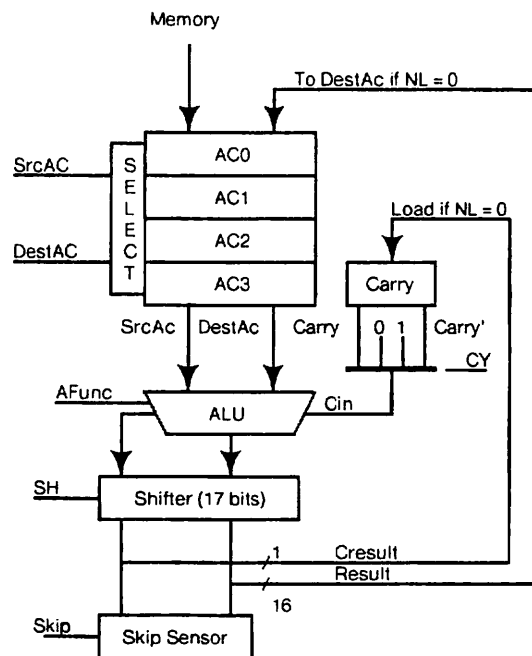 Memory
To DestAc if NL = 0
SELECT
AC0
SrcAC
AC1
Load if NL = 0
AC2
DestAC
AC3
Carry
SrcAc DestAc Carry
0 1 Carry'
CY
AFunc
ALU
Cin
SH
Shifter (17 bits)
1 Cresult
Result
16
Skip
Skip Sensor